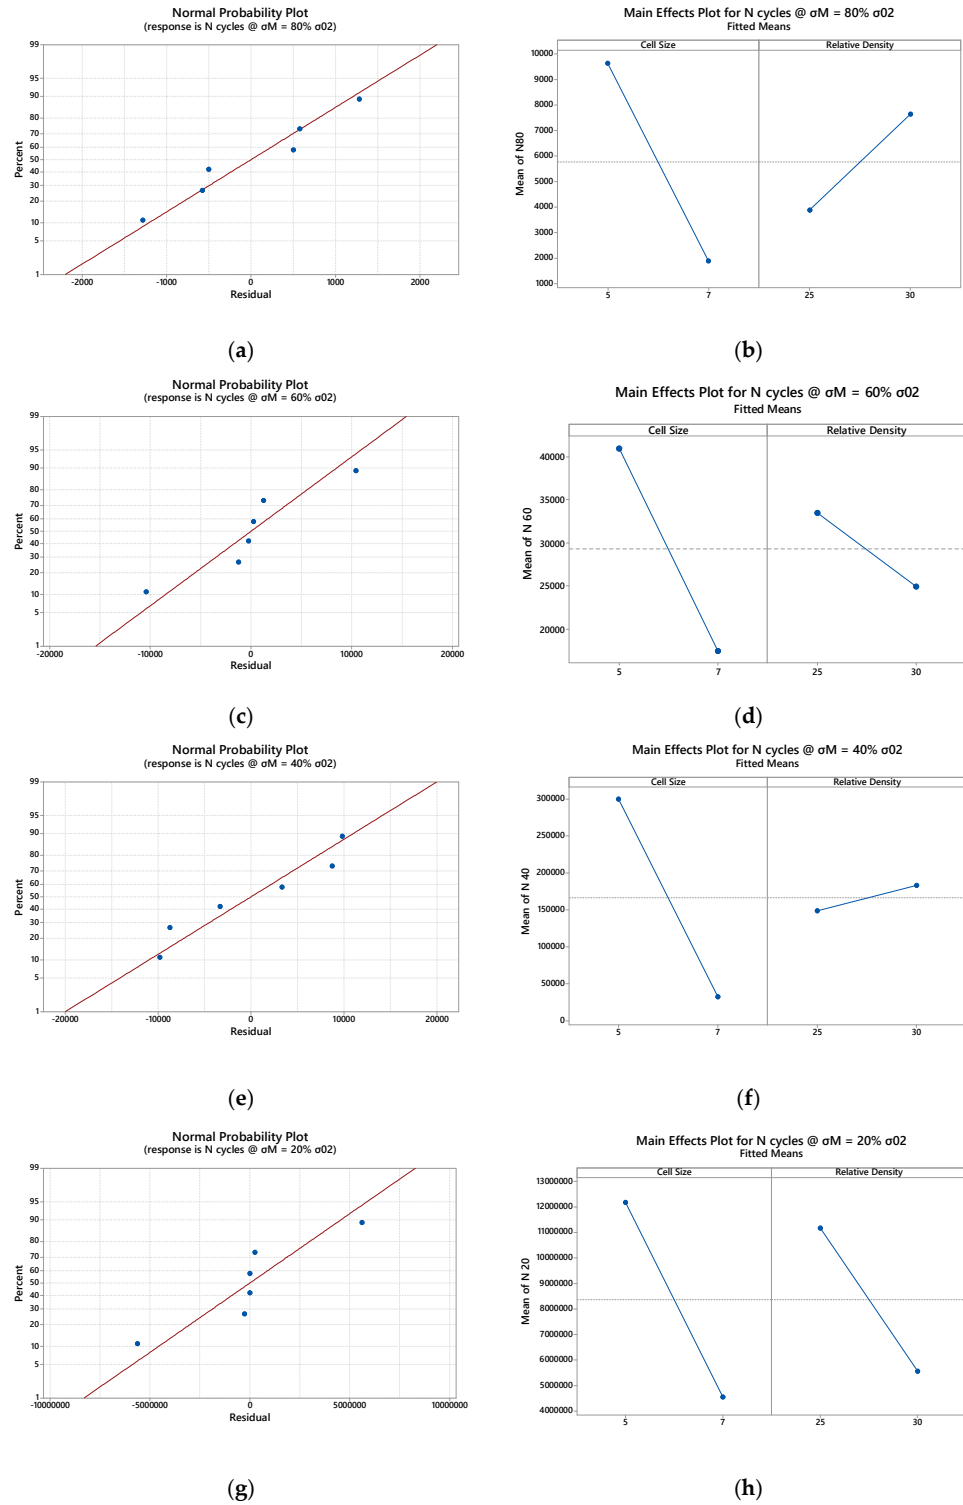 Normal Probability Plot
(response is N cycles @ σM = 80% σ02)
Percent
99
95
90
80
70
60
50
40
30
20
10
5
1
-2000
-1000
0
1000
2000
Residual
(a)
Main Effects Plot for N cycles @ σM = 80% σ02
Fitted Means
Cell Size
Relative Density
Mean of N80
10000
9000
8000
7000
6000
5000
4000
3000
2000
1000
5
7
25
30
(b)
Normal Probability Plot
(response is N cycles @ σM = 60% σ02)
Percent
99
95
90
80
70
60
50
40
30
20
10
5
1
-20000
-10000
0
10000
20000
Residual
(c)
Main Effects Plot for N cycles @ σM = 60% σ02
Fitted Means
Cell Size
Relative Density
Mean of N 60
40000
35000
30000
25000
20000
5
7
25
30
(d)
Normal Probability Plot
(response is N cycles @ σM = 40% σ02)
Percent
99
95
90
80
70
60
50
40
30
20
10
5
1
-20000
-10000
0
10000
20000
Residual
(e)
Main Effects Plot for N cycles @ σM = 40% σ02
Fitted Means
Cell Size
Relative Density
Mean of N 40
300000
250000
200000
150000
100000
50000
0
5
7
25
30
(f)
Normal Probability Plot
(response is N cycles @ σM = 20% σ02)
Percent
99
95
90
80
70
60
50
40
30
20
10
5
1
-10000000
-5000000
0
5000000
10000000
Residual
(g)
Main Effects Plot for N cycles @ σM = 20% σ02
Fitted Means
Cell Size
Relative Density
Mean of N 20
13000000
12000000
11000000
10000000
9000000
8000000
7000000
6000000
5000000
4000000
5
7
25
30
(h)